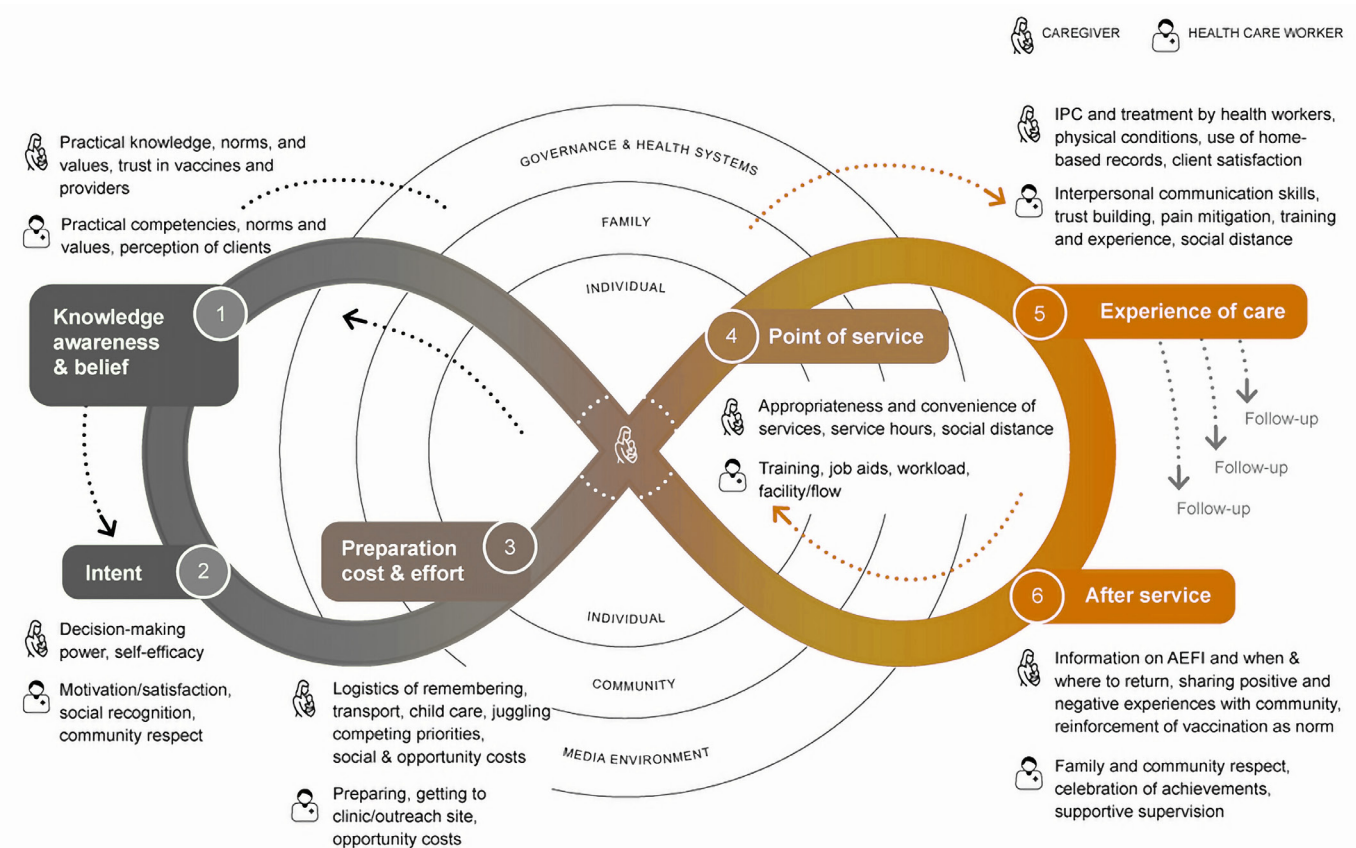 CAREGIVER
HEALTH CARE WORKER
Practical knowledge, norms, and
values, trust in vaccines and
providers
Practical competencies, norms and
values, perception of clients
1
Knowledge
awareness
& belief
2
Intent
Decision-making
power, self-efficacy
Motivation/satisfaction,
social recognition,
community respect
3
Preparation
cost & effort
Logistics of remembering,
transport, child care, juggling
competing priorities,
social & opportunity costs
Preparing, getting to
clinic/outreach site,
opportunity costs
GOVERNANCE & HEALTH SYSTEMS
FAMILY
INDIVIDUAL
INDIVIDUAL
COMMUNITY
MEDIA ENVIRONMENT
4
Point of service
Appropriateness and convenience of
services, service hours, social distance
Training, job aids, workload,
facility/flow
IPC and treatment by health workers,
physical conditions, use of home-
based records, client satisfaction
Interpersonal communication skills,
trust building, pain mitigation, training
and experience, social distance
5
Experience of care
Follow-up
Follow-up
Follow-up
6
After service
Information on AEFI and when &
where to return, sharing positive and
negative experiences with community,
reinforcement of vaccination as norm
Family and community respect,
celebration of achievements,
supportive supervision